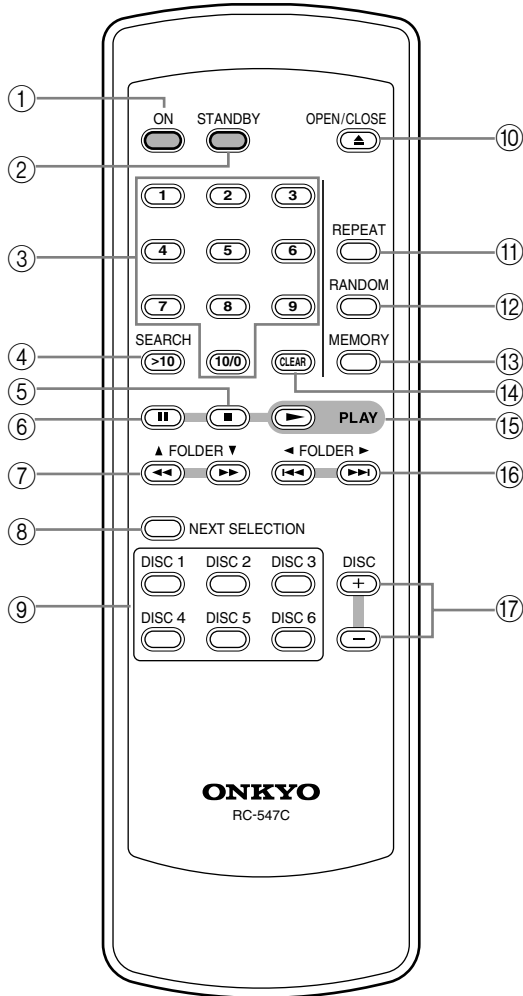 ①
ON
STANDBY
OPEN/CLOSE
⑩
②
1
2
3
③
4
5
6
REPEAT
⑪
7
8
9
RANDOM
⑫
④
SEARCH
>10
10/0
CLEAR
MEMORY
⑬
⑭
⑤
⑥
PLAY
⑮
⑦
▲ FOLDER ▼
◄ FOLDER ►
⑯
⑧
NEXT SELECTION
⑨
DISC 1
DISC 2
DISC 3
DISC
+
DISC 4
DISC 5
DISC 6
−
⑰
ONKYO
RC-547C